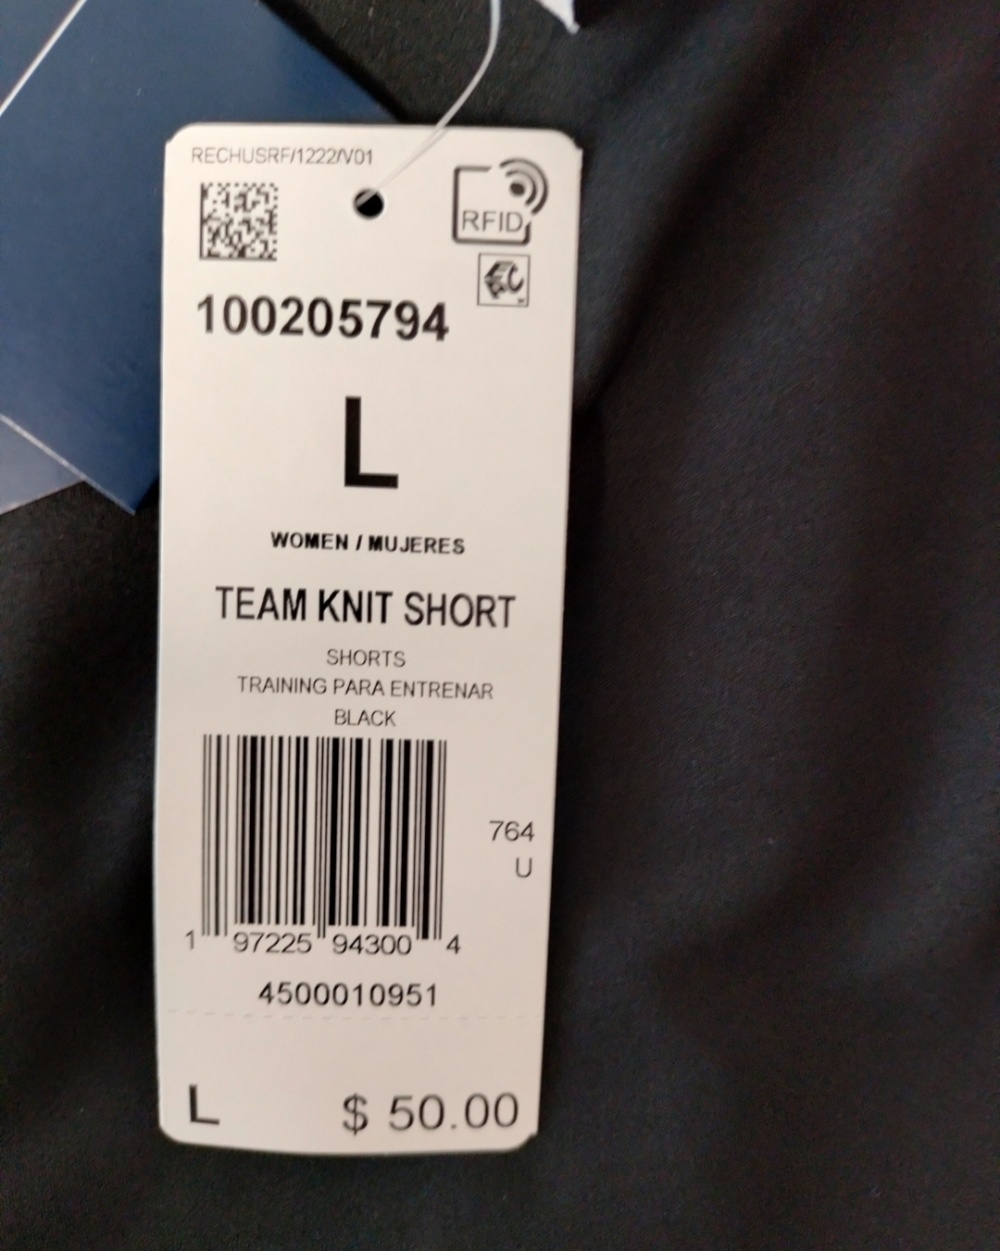 RECHUSRF/1222/V01
RFID
100205794
L
WOMEN / MUJERES
TEAM KNIT SHORT
SHORTS
TRAINING PARA ENTRENAR
BLACK
764
U
1 97225 94300 4
4500010951
L $ 50.00